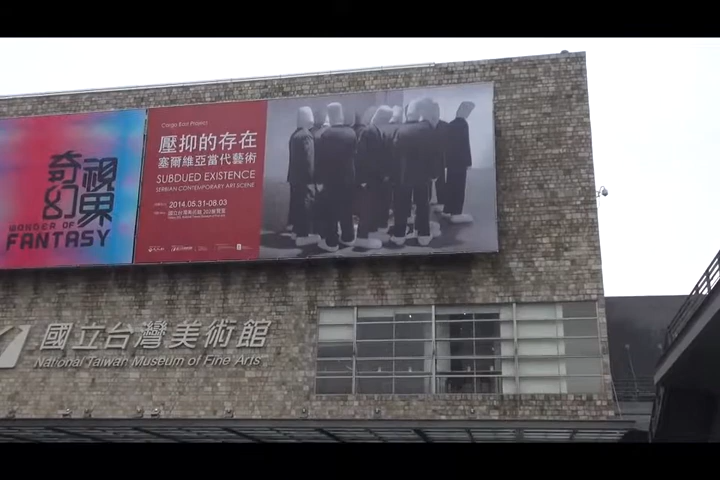 奇幻視界
WONDER OF
FANTASY
Cargo East Project
壓抑的存在
塞爾維亞當代藝術
SUBDUED EXISTENCE
SERBIAN CONTEMPORARY ART SCENE
2014.05.31-08.03
國立台灣美術館
National Taiwan Museum of Fine Arts